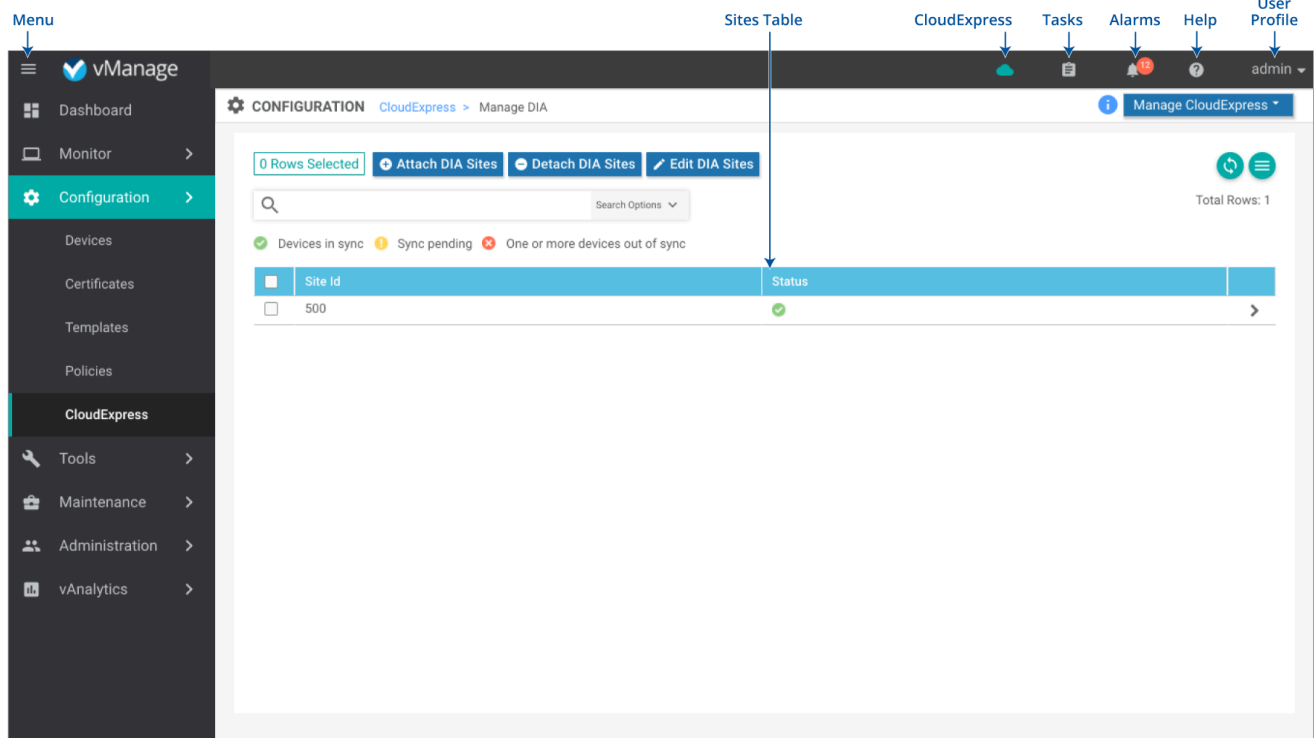 User
Menu Sites Table CloudExpress Tasks Alarms Help Profile
vManage 12 admin
Dashboard
CONFIGURATION CloudExpress > Manage DIA Manage CloudExpress
Monitor
0 Rows Selected Attach DIA Sites Detach DIA Sites Edit DIA Sites
Configuration
Search Options Total Rows: 1
Devices
Devices in sync Sync pending One or more devices out of sync
Certificates
Site Id Status
500
Templates
Policies
CloudExpress
Tools
Maintenance
Administration
vAnalytics